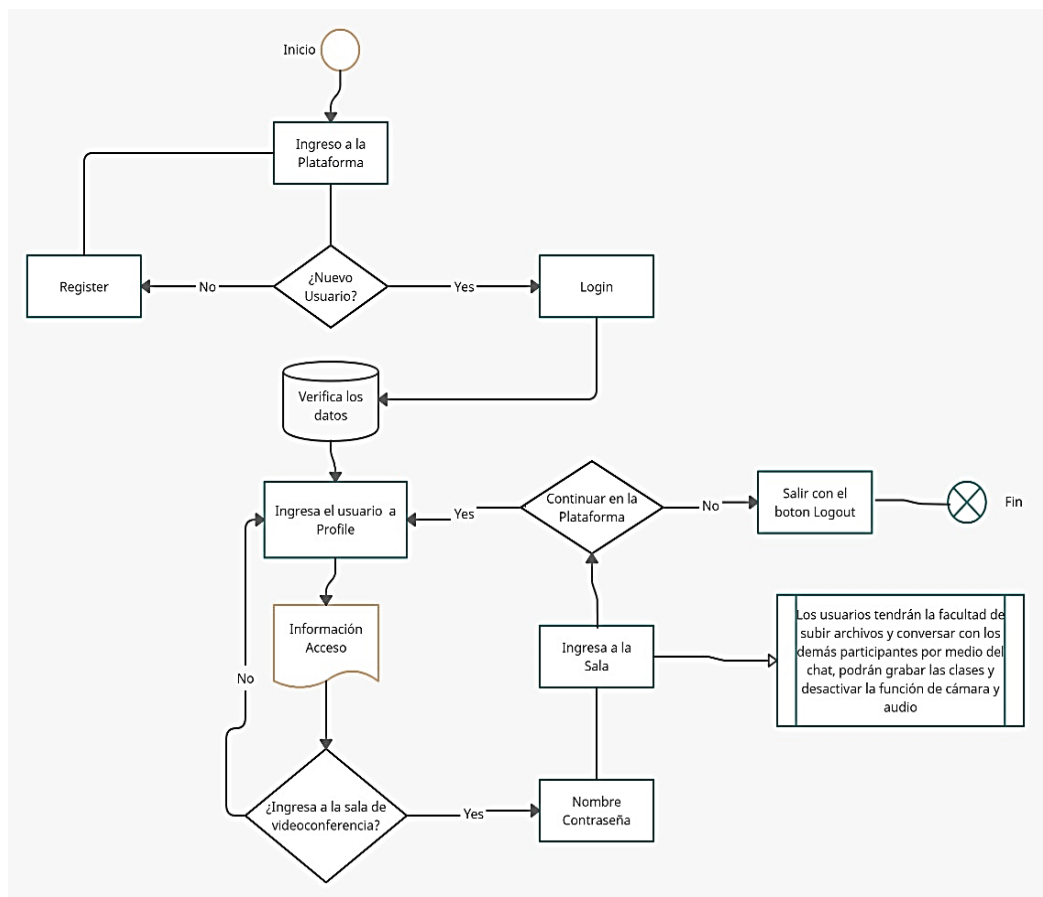 Inicio
Ingreso a la
Plataforma
¿Nuevo
Usuario?
No
Register
Yes
Login
Verifica los
datos
Ingresa el usuario a
Profile
Yes
Continuar en la
Plataforma
No
Salir con el
boton Logout
Fin
Información
Acceso
No
Ingresa a la
Sala
Los usuarios tendrán la facultad de
subir archivos y conversar con los
demás participantes por medio del
chat, podrán grabar las clases y
desactivar la función de cámara y
audio
¿Ingresa a la sala de
videoconferencia?
Yes
Nombre
Contraseña